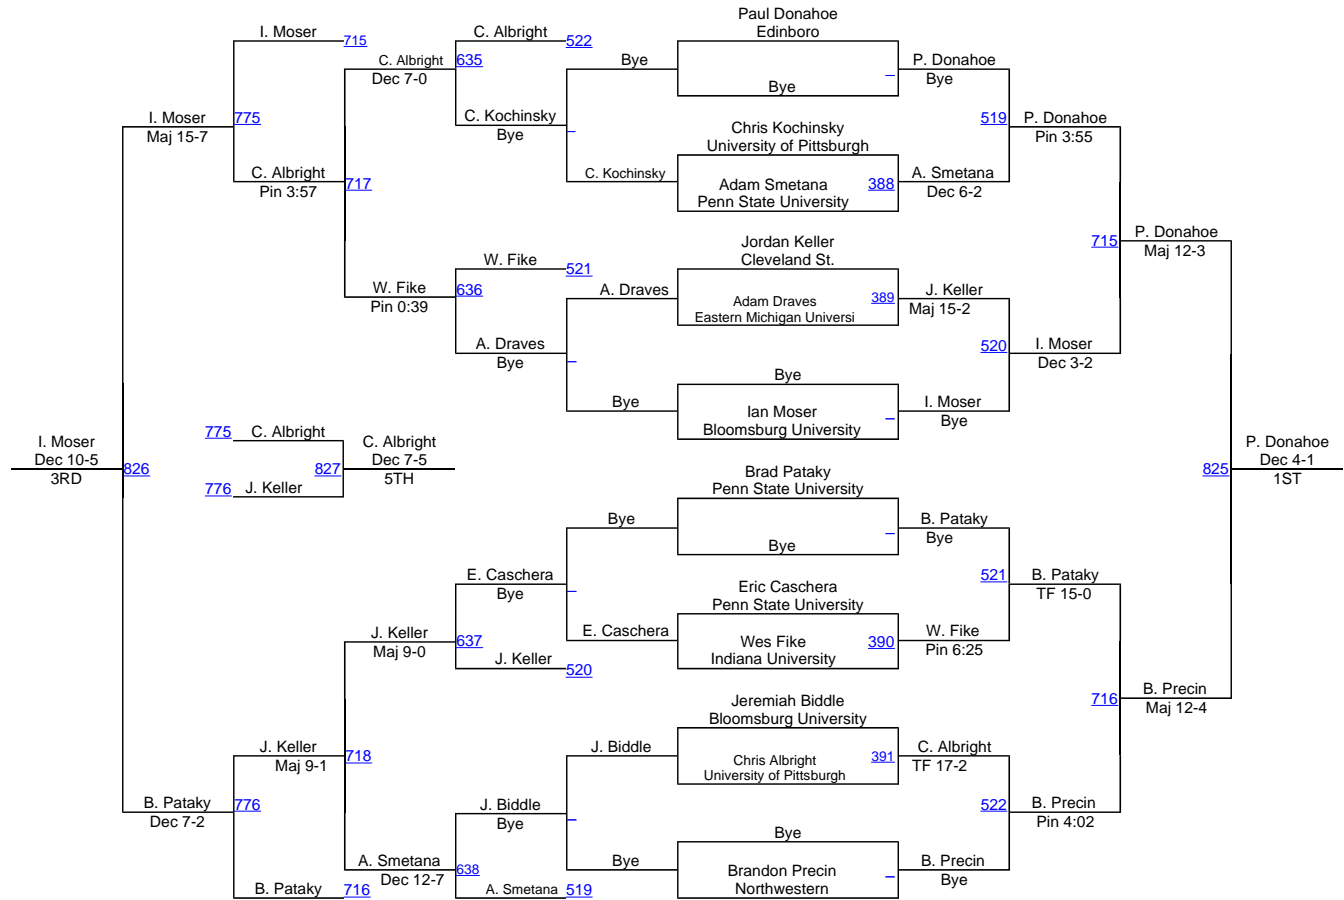 Paul Donahoe
Edinboro
I. Moser
715
C. Albright
522
Bye
P. Donahoe
C. Albright
635
Dec 7-0
Bye
–
Bye
I. Moser
775
Maj 15-7
C. Kochinsky
Bye
–
519
P. Donahoe
Pin 3:55
Chris Kochinsky
University of Pittsburgh
C. Albright
Pin 3:57
717
C. Kochinsky
Adam Smetana
Penn State University
388
A. Smetana
Dec 6-2
Jordan Keller
Cleveland St.
715
P. Donahoe
Maj 12-3
W. Fike
521
W. Fike
636
Pin 0:39
A. Draves
Adam Draves
Eastern Michigan Universi
389
J. Keller
Maj 15-2
A. Draves
Bye
–
520
I. Moser
Dec 3-2
Bye
Bye
Ian Moser
Bloomsburg University
–
I. Moser
Bye
775
C. Albright
I. Moser
Dec 10-5
3RD
826
827
C. Albright
Dec 7-5
5TH
776
J. Keller
825
P. Donahoe
Dec 4-1
1ST
Brad Pataky
Penn State University
Bye
Bye
–
B. Pataky
Bye
E. Caschera
Bye
–
521
B. Pataky
TF 15-0
Eric Caschera
Penn State University
J. Keller
Maj 9-0
637
E. Caschera
Wes Fike
Indiana University
390
W. Fike
Pin 6:25
J. Keller
520
716
B. Precin
Maj 12-4
Jeremiah Biddle
Bloomsburg University
J. Keller
Maj 9-1
718
J. Biddle
Chris Albright
University of Pittsburgh
391
C. Albright
TF 17-2
B. Pataky
Dec 7-2
776
J. Biddle
Bye
–
522
B. Precin
Pin 4:02
Bye
A. Smetana
Dec 12-7
638
Bye
Brandon Precin
Northwestern
–
B. Precin
Bye
B. Pataky
716
A. Smetana
519